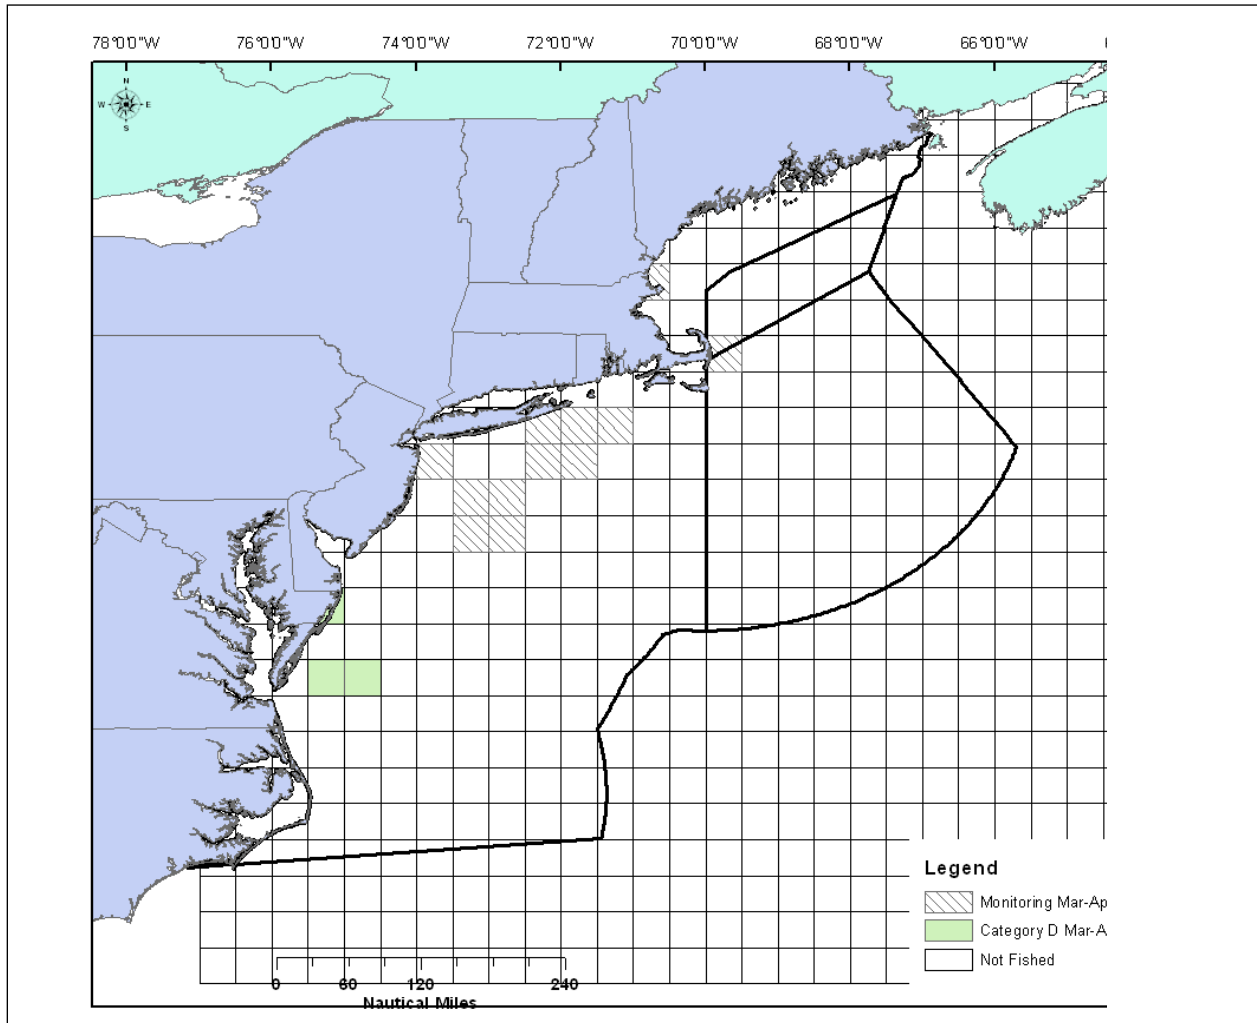 78°0'0"W 76°0'0"W 74°0'0"W 72°0'0"W 70°0'0"W 68°0'0"W 66°0'0"W
N
W E
S
Legend
Monitoring Mar-Ap
Category D Mar-A
Not Fished
0 60 120 240
Nautical Miles